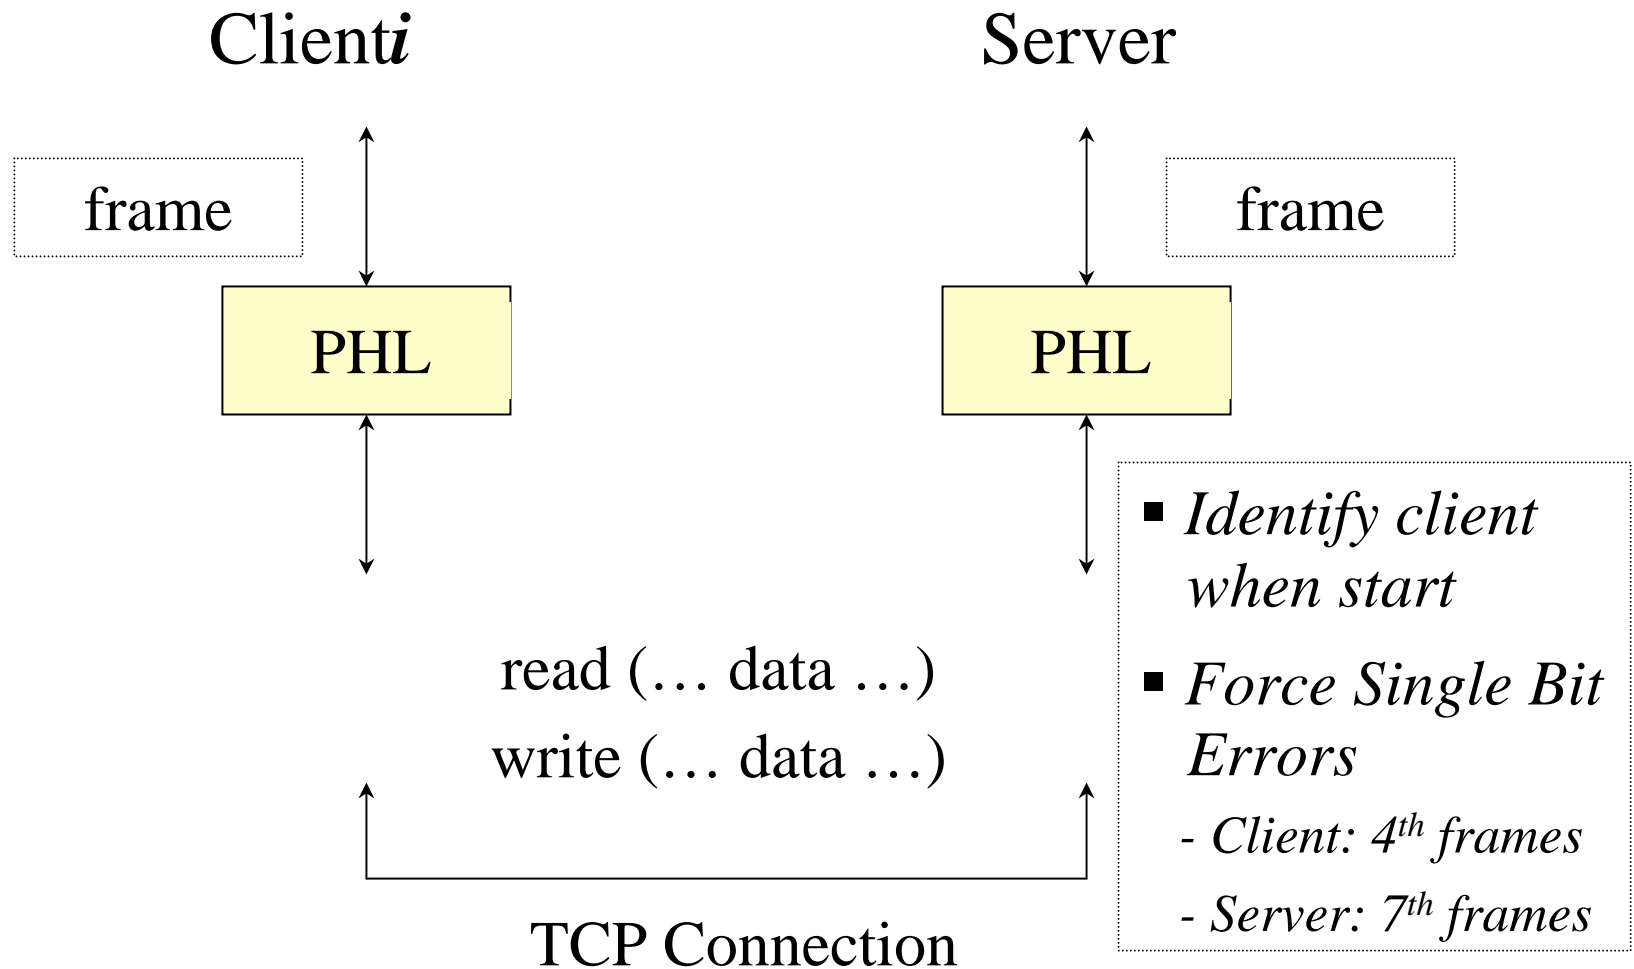 Clienti
Server
frame
frame
PHL
PHL
▪ Identify client
when start
▪ Force Single Bit
Errors
- Client: 4th frames
- Server: 7th frames
read (… data …)
write (… data …)
TCP Connection